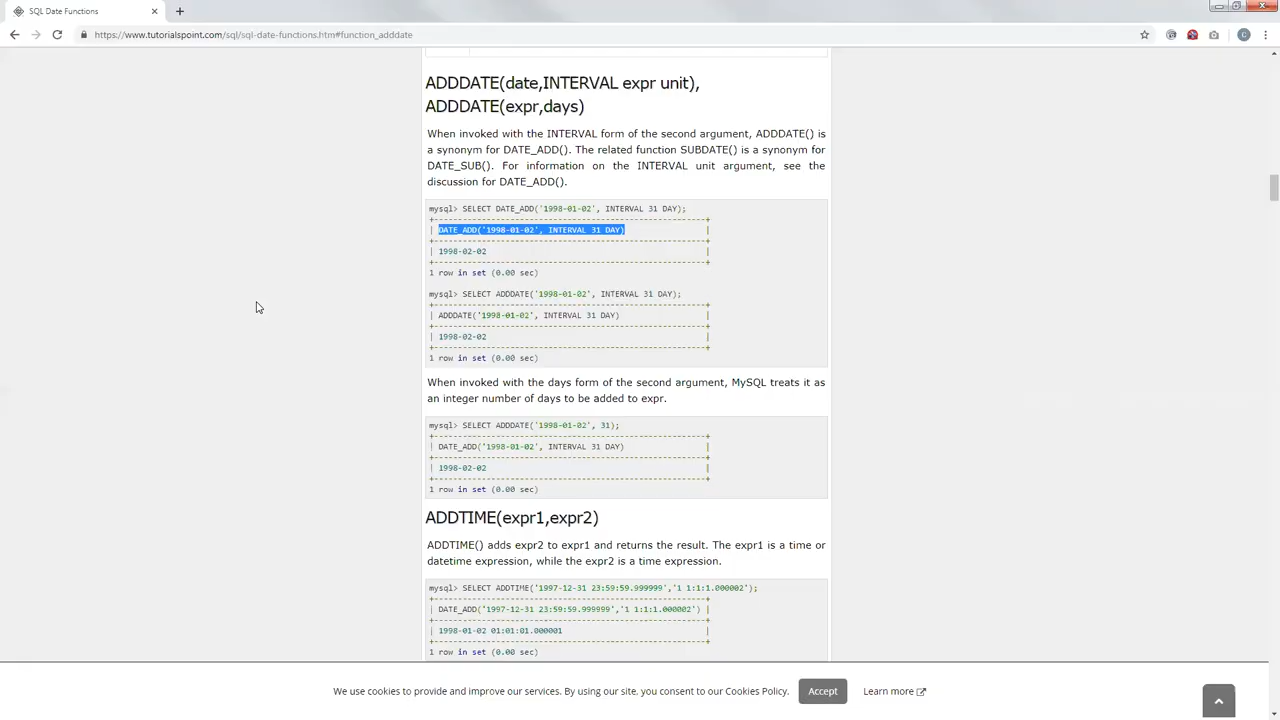 SQL Date Functions
https://www.tutorialspoint.com/sql/sql-date-functions.htm#function_adddate
ADDDATE(date,INTERVAL expr unit),
ADDDATE(expr,days)
When invoked with the INTERVAL form of the second argument, ADDDATE() is
a synonym for DATE_ADD(). The related function SUBDATE() is a synonym for
DATE_SUB(). For information on the INTERVAL unit argument, see the
discussion for DATE_ADD().
mysql> SELECT DATE_ADD('1998-01-02', INTERVAL 31 DAY);
+---------------------------------------------------------+
| DATE_ADD('1998-01-02', INTERVAL 31 DAY) |
+---------------------------------------------------------+
| 1998-02-02 |
+---------------------------------------------------------+
1 row in set (0.00 sec)
mysql> SELECT ADDDATE('1998-01-02', INTERVAL 31 DAY);
+---------------------------------------------------------+
| ADDDATE('1998-01-02', INTERVAL 31 DAY) |
+---------------------------------------------------------+
| 1998-02-02 |
+---------------------------------------------------------+
1 row in set (0.00 sec)
When invoked with the days form of the second argument, MySQL treats it as
an integer number of days to be added to expr.
mysql> SELECT ADDDATE('1998-01-02', 31);
+---------------------------------------------------------+
| DATE_ADD('1998-01-02', INTERVAL 31 DAY) |
+---------------------------------------------------------+
| 1998-02-02 |
+---------------------------------------------------------+
1 row in set (0.00 sec)
ADDTIME(expr1,expr2)
ADDTIME() adds expr2 to expr1 and returns the result. The expr1 is a time or
datetime expression, while the expr2 is a time expression.
mysql> SELECT ADDTIME('1997-12-31 23:59:59.999999','1 1:1:1.000002');
+---------------------------------------------------------+
| DATE_ADD('1997-12-31 23:59:59.999999','1 1:1:1.000002') |
+---------------------------------------------------------+
| 1998-01-02 01:01:01.000001 |
+---------------------------------------------------------+
1 row in set (0.00 sec)
We use cookies to provide and improve our services. By using our site, you consent to our Cookies Policy. Accept Learn more